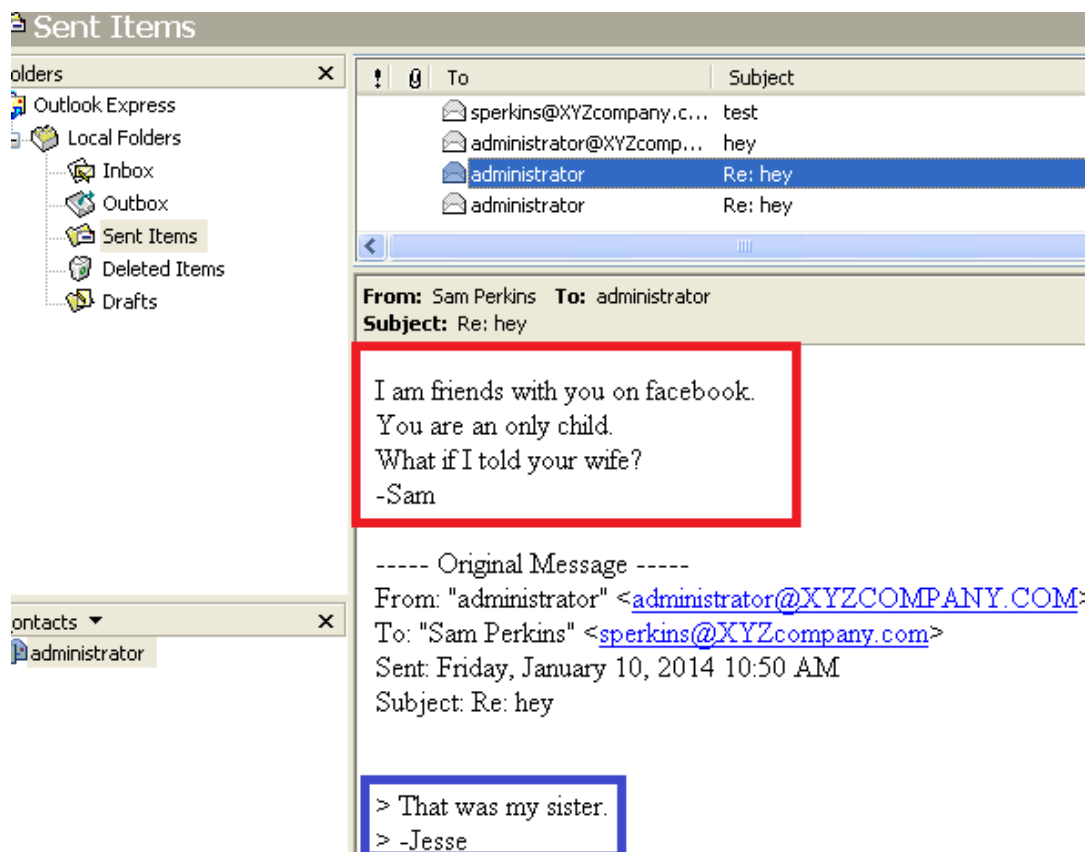 Sent Items
olders
Outlook Express
Local Folders
Inbox
Outbox
Sent Items
Deleted Items
Drafts
ontacts
administrator
! To Subject
sperkins@XYZcompany.c... test
administrator@XYZcomp... hey
administrator Re: hey
administrator Re: hey
From: Sam Perkins To: administrator
Subject: Re: hey
I am friends with you on facebook.
You are an only child.
What if I told your wife?
-Sam
----- Original Message -----
From: "administrator" <administrator@XYZCOMPANY.COM>
To: "Sam Perkins" <sperkins@XYZcompany.com>
Sent: Friday, January 10, 2014 10:50 AM
Subject: Re: hey
> That was my sister.
> -Jesse